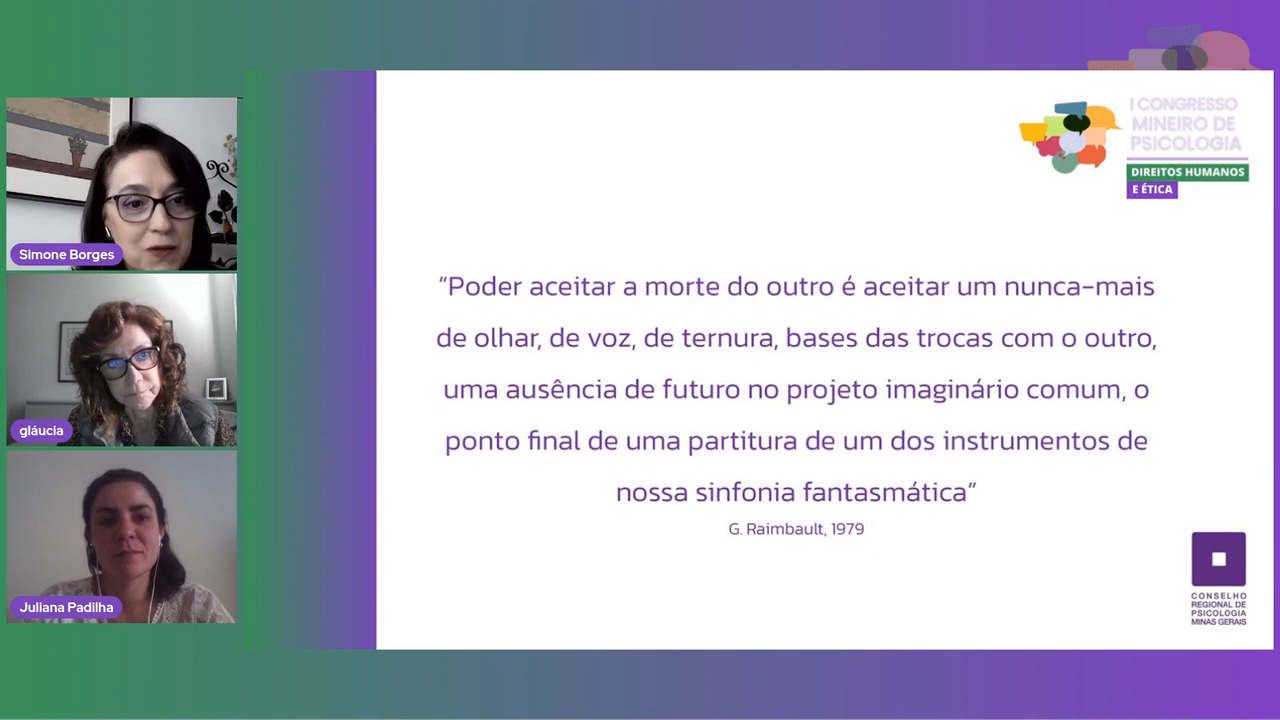 Simone Borges
gláucia
Juliana Padilha
I CONGRESSO
MINEIRO DE
PSICOLOGIA
DIREITOS HUMANOS
E ÉTICA
“Poder aceitar a morte do outro é aceitar um nunca-mais
de olhar, de voz, de ternura, bases das trocas com o outro,
uma ausência de futuro no projeto imaginário comum, o
ponto final de uma partitura de um dos instrumentos de
nossa sinfonia fantasmática”
G. Raimbault, 1979
CONSELHO
REGIONAL DE
PSICOLOGIA
MINAS GERAIS